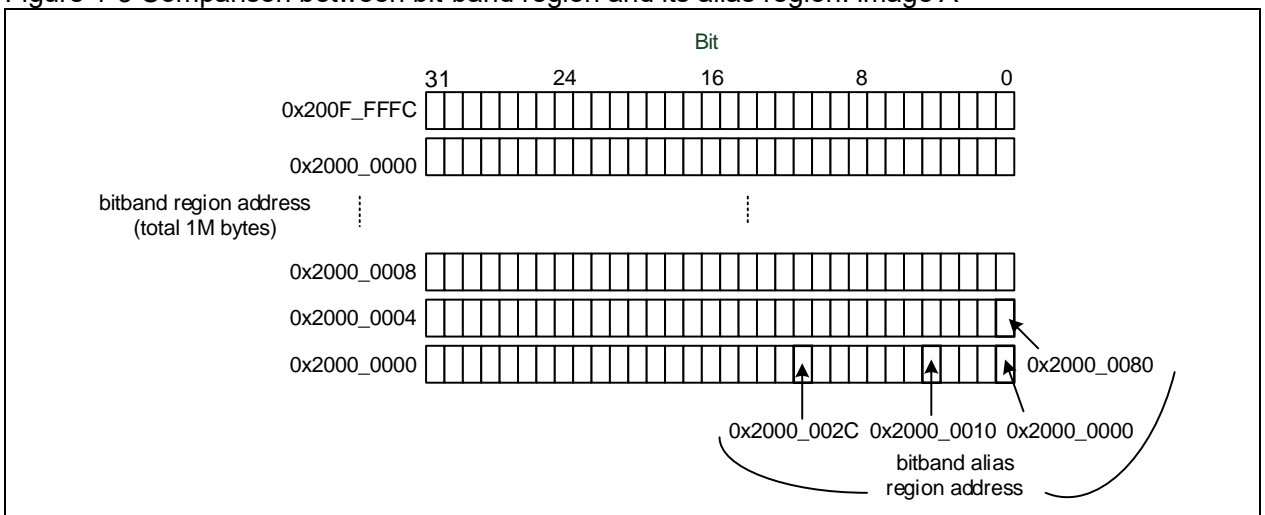 Figure 1-3 Comparison between bit-band region and its alias region: image A
Bit
31 24 16 8 0
0x200F_FFFC
0x2000_0000
bitband region address
(total 1M bytes)
0x2000_0008
0x2000_0004
0x2000_0000
0x2000_0080
0x2000_002C 0x2000_0010 0x2000_0000
bitband alias
region address